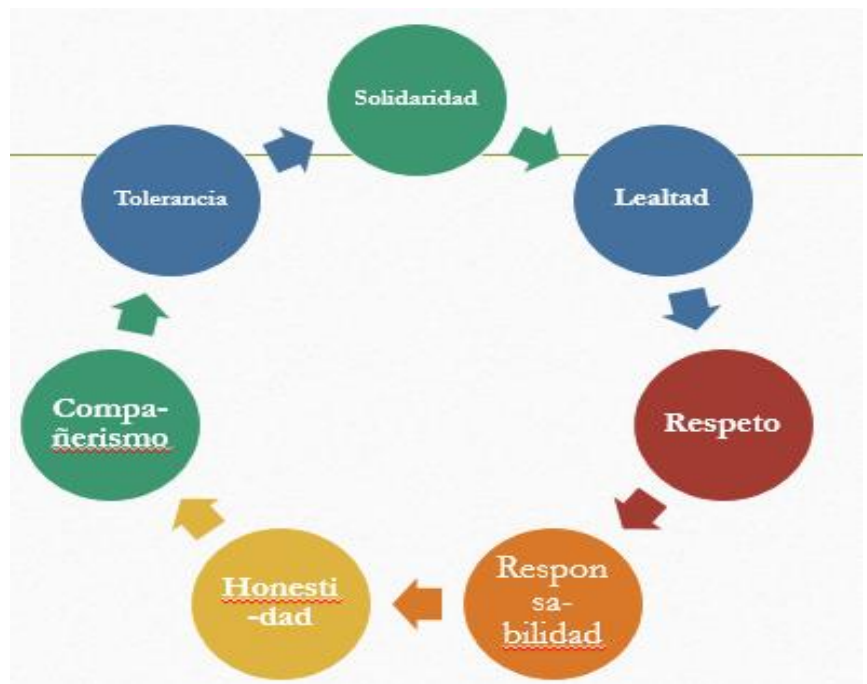 Solidaridad
Lealtad
Respeto
Respon
sa-
bilidad
Honesti
-dad
Compa-
ñerismo
Tolerancia